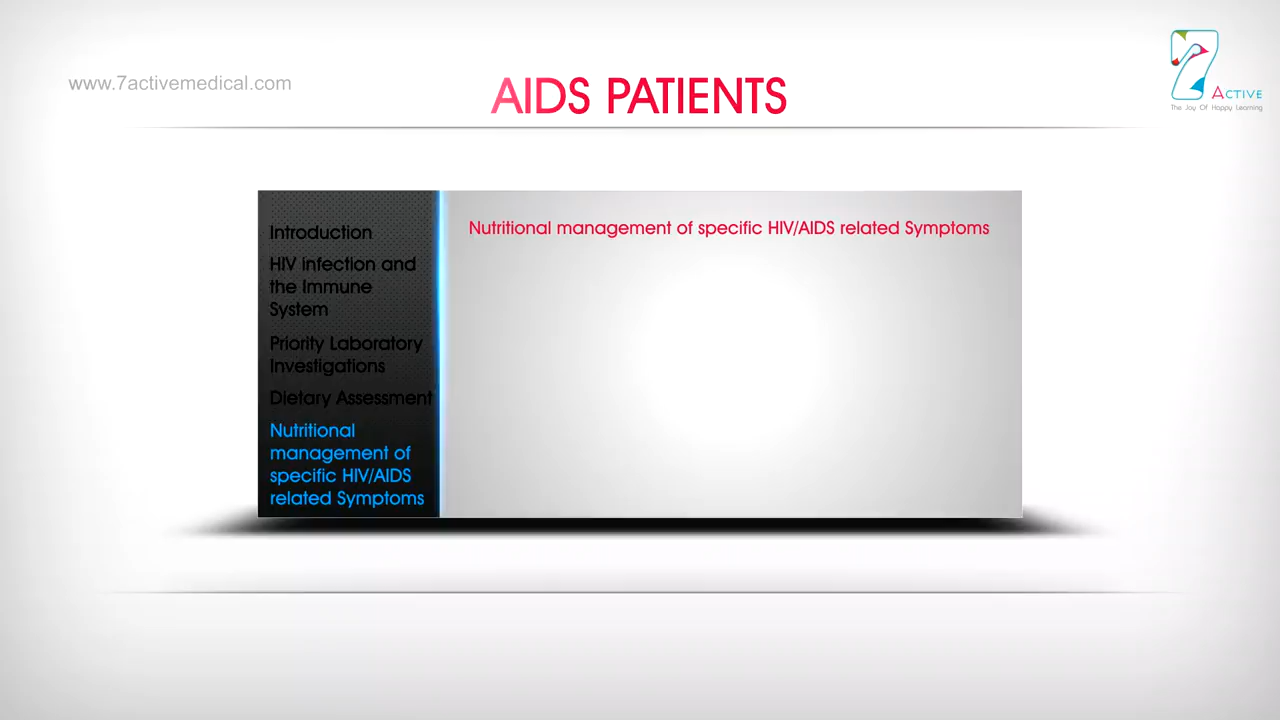 www.7activemedical.com
AIDS PATIENTS
7
ACTIVE
The Joy Of Happy Learning
Introduction
HIV infection and
the Immune
System
Priority Laboratory
Investigations
Dietary Assessment
Nutritional
management of
specific HIV/AIDS
related Symptoms
Nutritional management of specific HIV/AIDS related Symptoms